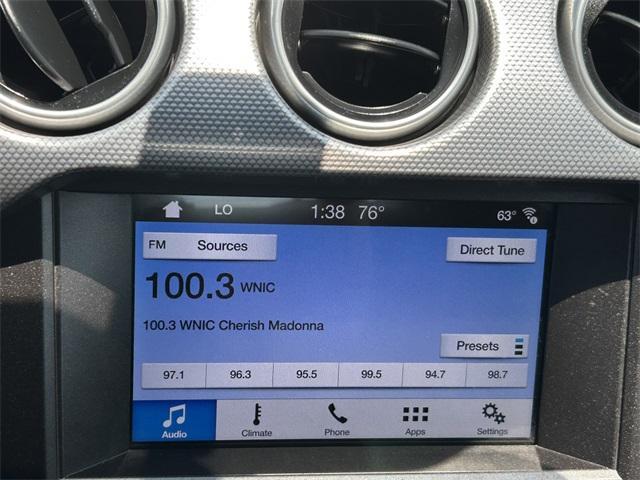 LO 1:38 76° 63°
FM Sources Direct Tune
100.3 WNIC
100.3 WNIC Cherish Madonna
Presets
97.1 96.3 95.5 99.5 94.7 98.7
Audio Climate Phone Apps Settings